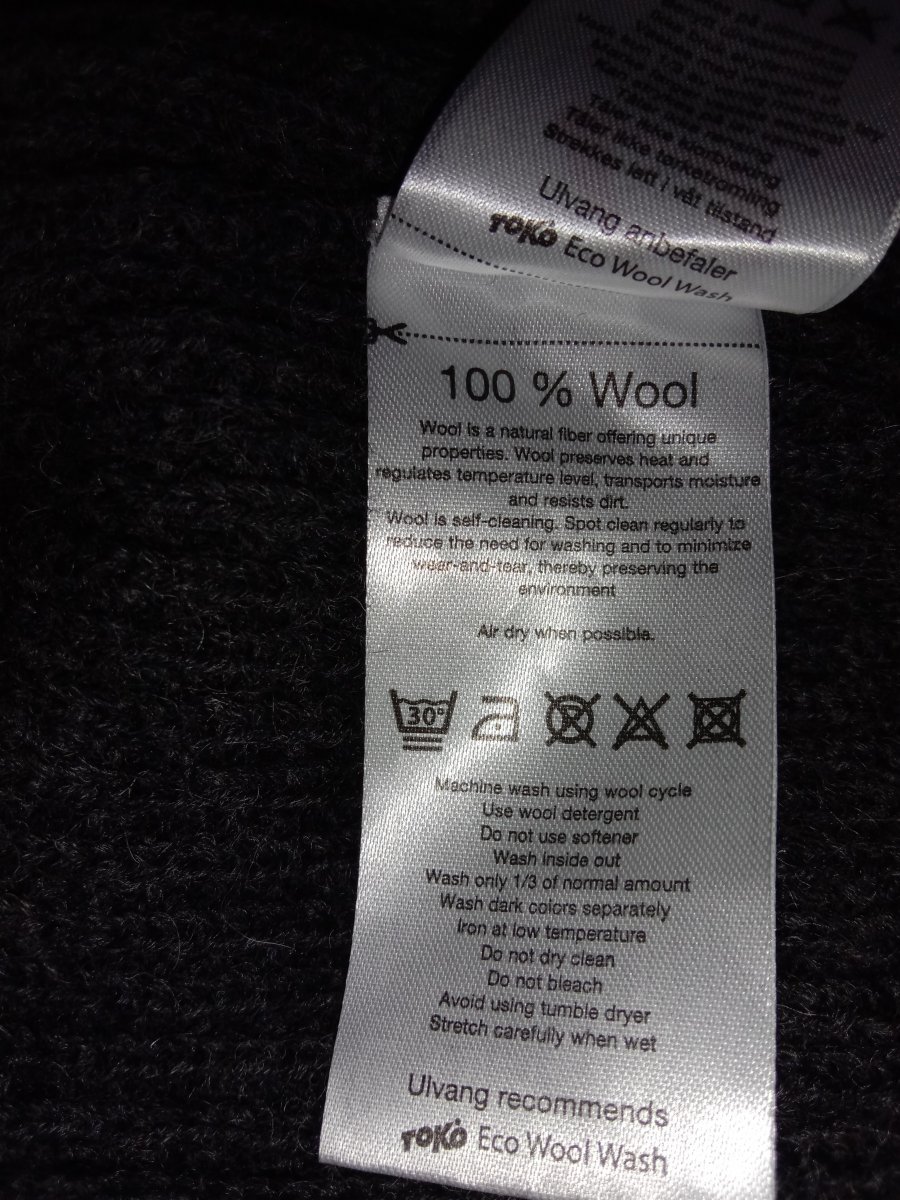 Tåler ikke tørketromling
Strekkes lett i våt tilstand
Ulvang anbefaler
TOKO Eco Wool Wash
100 % Wool
Wool is a natural fiber offering unique
properties. Wool preserves heat and
regulates temperature level, transports moisture
and resists dirt.
Wool is self-cleaning. Spot clean regularly to
reduce the need for washing and to minimize
wear-and-tear, thereby preserving the
environment
Air dry when possible.
30°
Machine wash using wool cycle
Use wool detergent
Do not use softener
Wash inside out
Wash only 1/3 of normal amount
Wash dark colors separately
Iron at low temperature
Do not dry clean
Do not bleach
Avoid using tumble dryer
Stretch carefully when wet
Ulvang recommends
TOKO Eco Wool Wash